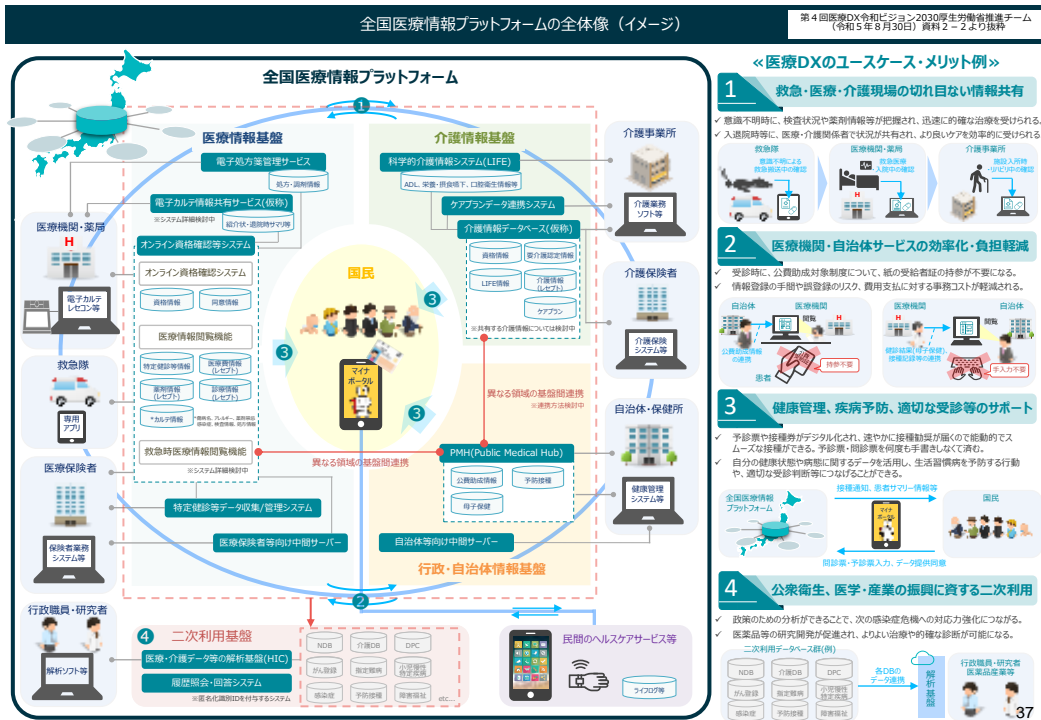 全国医療情報プラットフォームの全体像（イメージ）
第４回医療DX令和ビジョン2030厚生労働省推進チーム
（令和５年８月30日）資料２－２より抜粋
全国医療情報プラットフォーム
❶
医療情報基盤
介護情報基盤
電子処方箋管理サービス
処方・調剤情報
電子カルテ情報共有サービス(仮称)
※システム詳細検討中
紹介状・退院時サマリ等
オンライン資格確認等システム
オンライン資格確認システム
資格情報
同意情報
医療情報閲覧機能
特定健診等情報
医療費情報
(レセプト)
薬剤情報
(レセプト)
診療情報
(レセプト)
*カルテ情報
救急時医療情報閲覧機能
※システム詳細検討中
特定健診等データ収集/管理システム
医療保険者等向け中間サーバー
科学的介護情報システム(LIFE)
ADL、栄養・摂食嚥下、口腔衛生情報等
ケアプランデータ連携システム
介護情報データベース(仮称)
資格情報
要介護認定情報
LIFE情報
介護情報
(レセプト)
ケアプラン
※共有する介護情報については検討中
国民
マイナ
ポータル
❸
❸
❸
異なる領域の基盤間連携
※連携方法検討中
異なる領域の基盤間連携
PMH(Public Medical Hub)
公費助成情報
予防接種
母子保健
自治体等向け中間サーバー
行政・自治体情報基盤
❷
医療機関・薬局
H
電子カルテ
レセコン等
救急隊
専用
アプリ
医療保険者
保険者業務
システム等
行政職員・研究者
解析ソフト等
介護事業所
介護業務
ソフト等
介護保険者
介護保険
システム等
自治体・保健所
健康管理
システム等
❹ 二次利用基盤
医療・介護データ等の解析基盤(HIC)
履歴照会・回答システム
※匿名化識別IDを付与するシステム
NDB
介護DB
DPC
がん登録
指定難病
小児慢性
特定疾病
感染症
予防接種
障害福祉
etc...
民間のヘルスケアサービス等
ライフログ等
≪医療DXのユースケース・メリット例≫
1 救急・医療・介護現場の切れ目ない情報共有
✓ 意識不明時に、検査状況や薬剤情報等が把握され、迅速に的確な治療を受けられる。
✓ 入退院時等に、医療・介護関係者で状況が共有され、より良いケアを効率的に受けられる
救急隊
意識不明による
救急搬送中の確認
医療機関・薬局
救急医療
入院中の確認
H
介護事業所
施設入所時
・リハビリ中の確認
2 医療機関・自治体サービスの効率化・負担軽減
✓ 受診時に、公費助成対象制度について、紙の受給者証の持参が不要になる。
✓ 情報登録の手間や誤登録のリスク、費用支払に対する事務コストが軽減される。
自治体
医療機関
閲覧
H
公費助成情報
の連携
患者
持参不要
医療機関
自治体
H
閲覧
健診結果(母子保健)、
接種記録等の連携
手入力不要
3 健康管理、疾病予防、適切な受診等のサポート
✓ 予診票や接種券がデジタル化され、速やかに接種勧奨が届くので能動的でス
ムーズな接種ができる。予診票・問診票を何度も手書きしなくて済む。
✓ 自分の健康状態や病態に関するデータを活用し、生活習慣病を予防する行動
や、適切な受診判断等につなげることができる。
全国医療情報
プラットフォーム
接種通知、患者サマリー情報等
マイナ
ポータル
国民
問診票・予診票入力、データ提供同意
4 公衆衛生、医学・産業の振興に資する二次利用
✓ 政策のための分析ができることで、次の感染症危機への対応力強化につながる。
✓ 医薬品等の研究開発が促進され、よりよい治療や的確な診断が可能になる。
二次利用データベース群(例)
NDB
介護DB
DPC
がん登録
指定難病
小児慢性
特定疾病
感染症
予防接種
障害福祉
各DBの
データ連携
解析基盤
行政職員・研究者
医薬品産業等
37